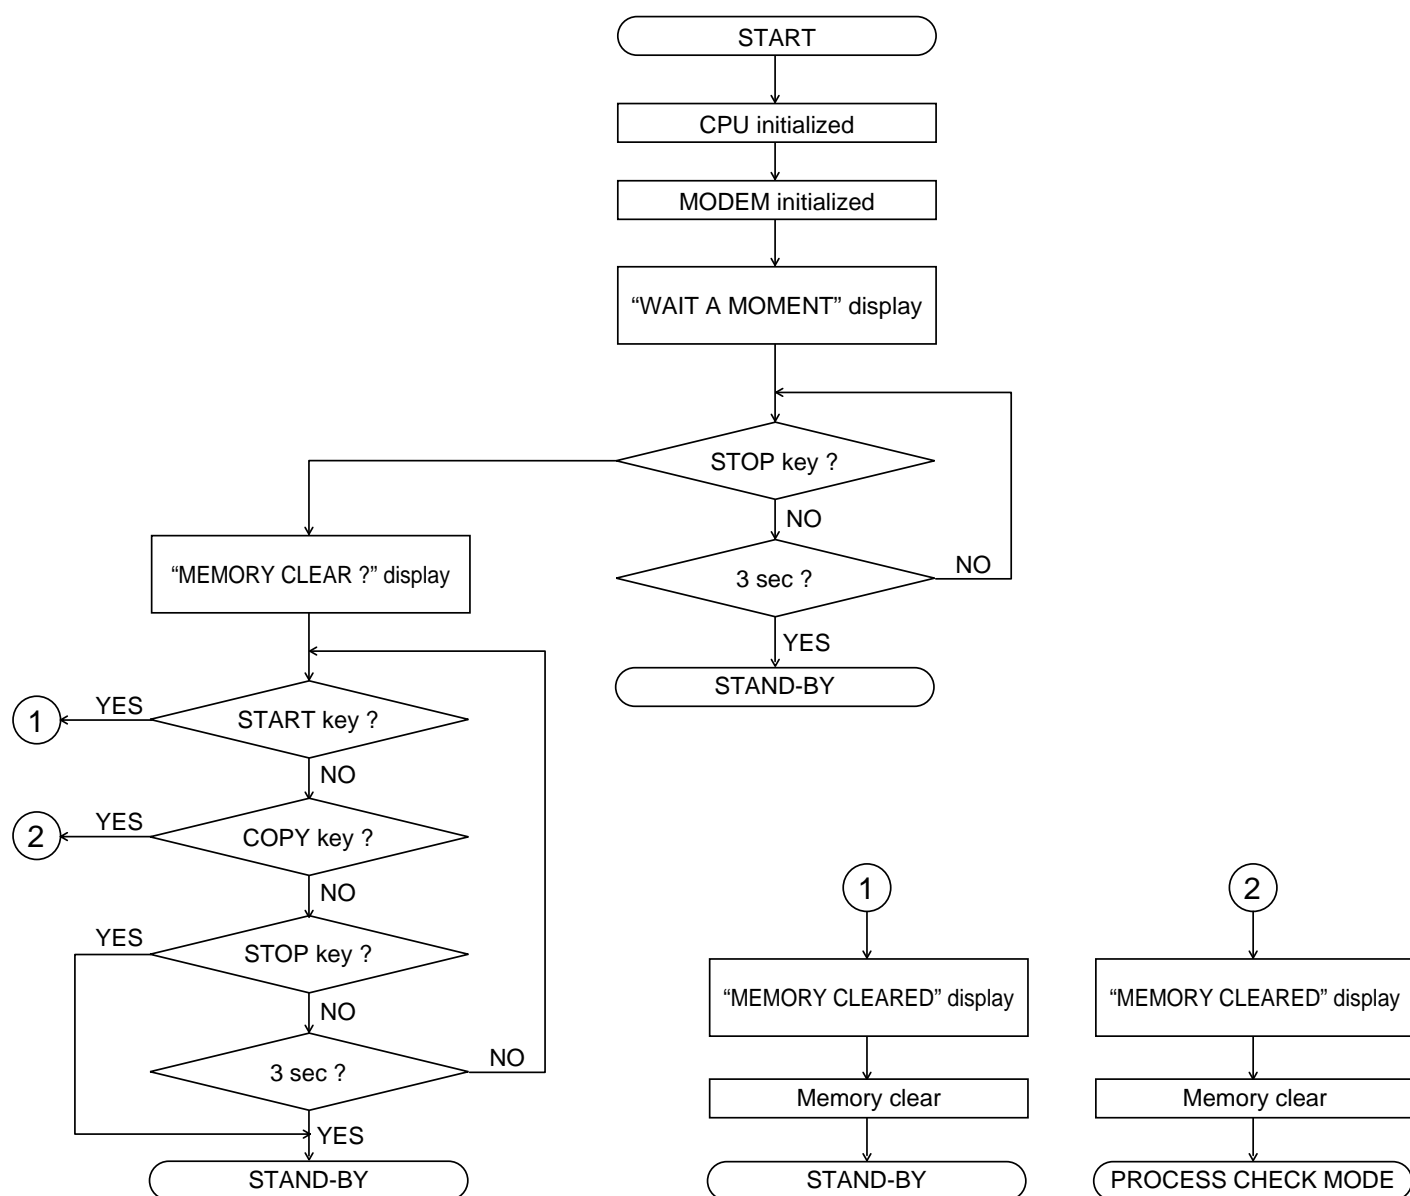 START
CPU initialized
MODEM initialized
“WAIT A MOMENT” display
STOP key ?
NO
“MEMORY CLEAR ?” display
3 sec ?
NO
YES
STAND-BY
1
YES
START key ?
NO
2
YES
COPY key ?
NO
YES
STOP key ?
NO
3 sec ?
NO
YES
STAND-BY
1
“MEMORY CLEARED” display
Memory clear
STAND-BY
2
“MEMORY CLEARED” display
Memory clear
PROCESS CHECK MODE